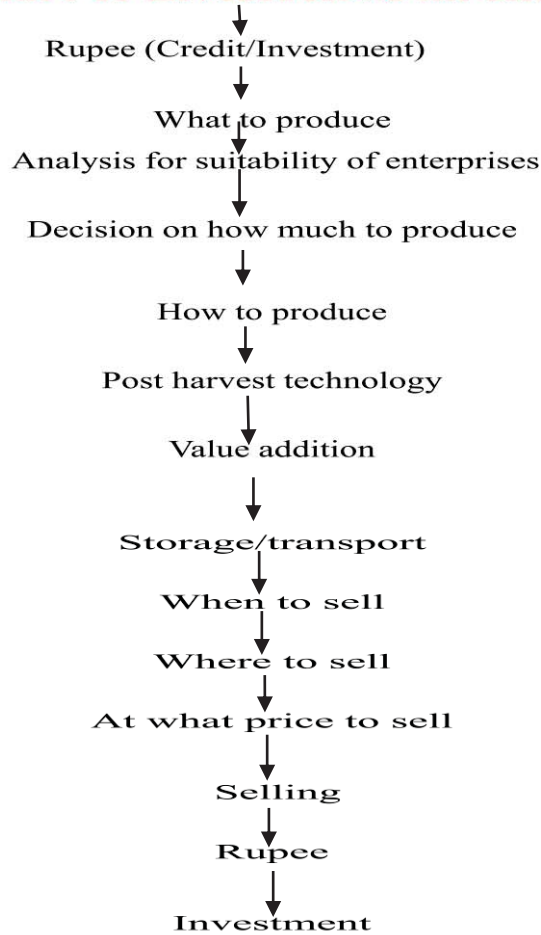 Rupee (Credit/Investment)
What to produce
Analysis for suitability of enterprises
Decision on how much to produce
How to produce
Post harvest technology
Value addition
Storage/transport
When to sell
Where to sell
At what price to sell
Selling
Rupee
Investment